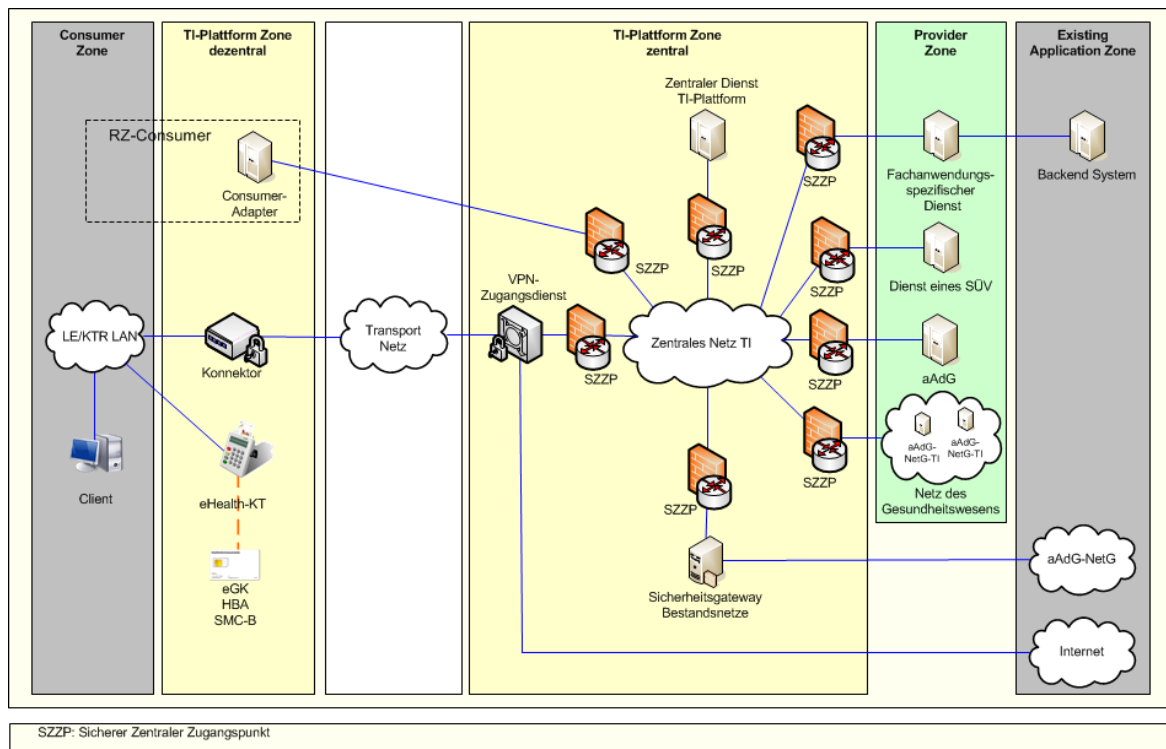 Consumer
Zone
TI-Plattform Zone
dezentral
TI-Plattform Zone
zentral
Provider
Zone
Existing
Application Zone
RZ-Consumer
Consumer-
Adapter
Zentraler Dienst
TI-Plattform
SZZP
SZZP
SZZP
Fachanwendungs-
spezifischer
Dienst
Backend System
SZZP
Dienst eines SÜV
LE/KTR LAN
Konnektor
Transport
Netz
VPN-
Zugangsdienst
SZZP
Zentrales Netz TI
SZZP
aAdG
Client
eHealth-KT
eGK
HBA
SMC-B
SZZP
aAdG-
NetG-TI
aAdG-
NetG-TI
Netz des
Gesundheitswesens
SZZP
Sicherheitsgateway
Bestandsnetze
aAdG-NetG
Internet
SZZP: Sicherer Zentraler Zugangspunkt